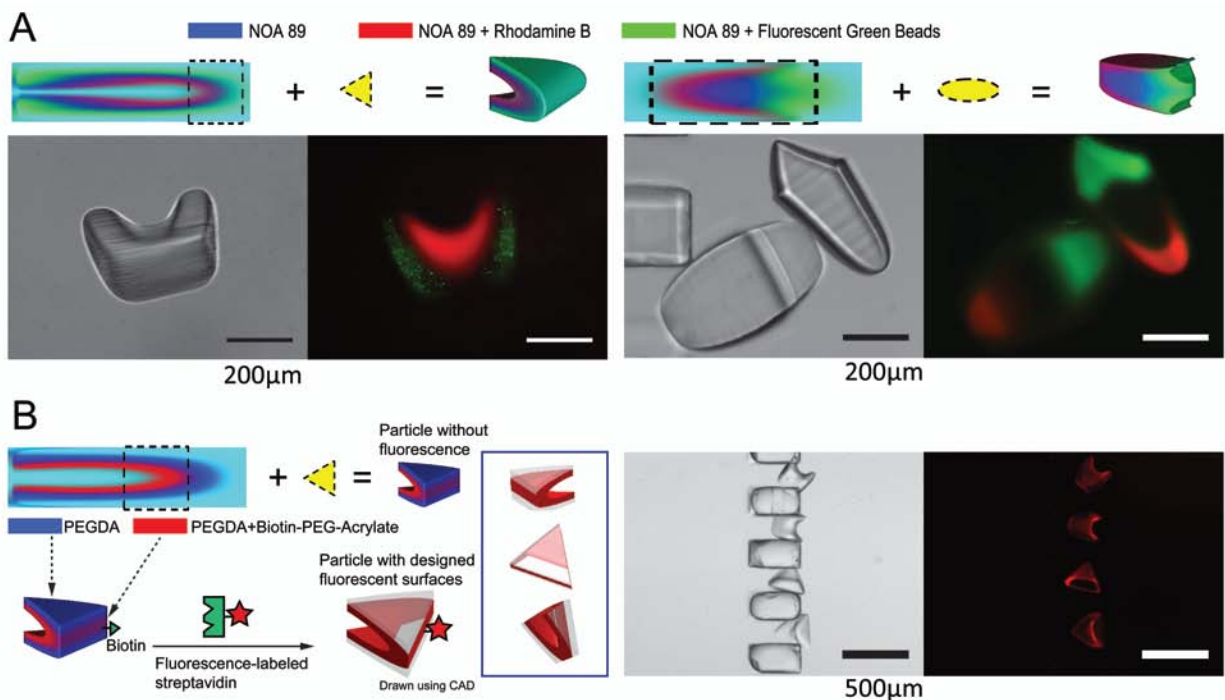 A
NOA 89
NOA 89 + Rhodamine B
NOA 89 + Fluorescent Green Beads
+
=
+
=
200µm
200µm
B
Particle without
fluorescence
+
=
PEGDA
PEGDA+Biotin-PEG-Acrylate
Particle with designed
fluorescent surfaces
Biotin
Fluorescence-labeled
streptavidin
Drawn using CAD
500µm